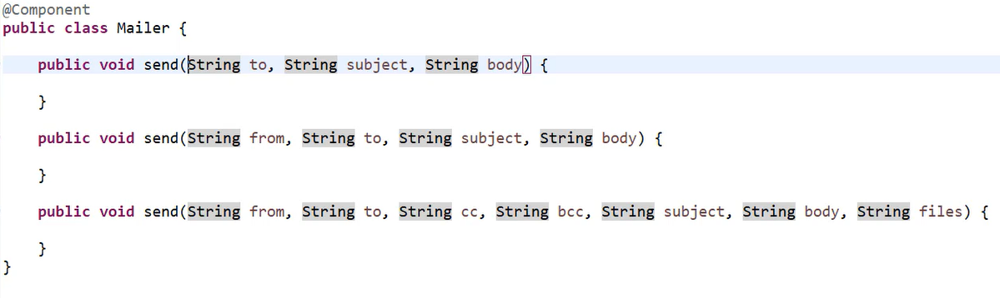 @Component
public class Mailer {
public void send(String to, String subject, String body) {
}
public void send(String from, String to, String subject, String body) {
}
public void send(String from, String to, String cc, String bcc, String subject, String body, String files) {
}
}